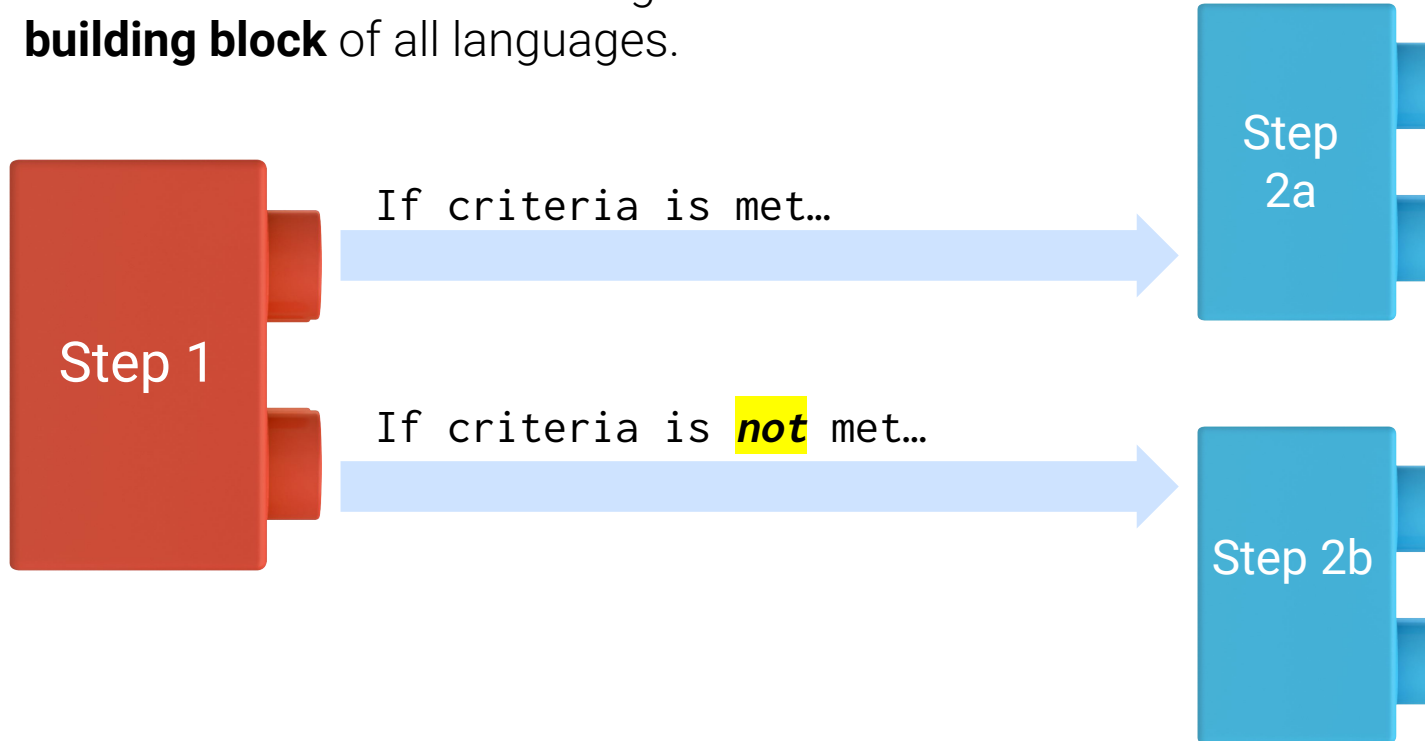 building block of all languages.
Step
2a
If criteria is met…
Step 1
If criteria is not met…
Step 2b